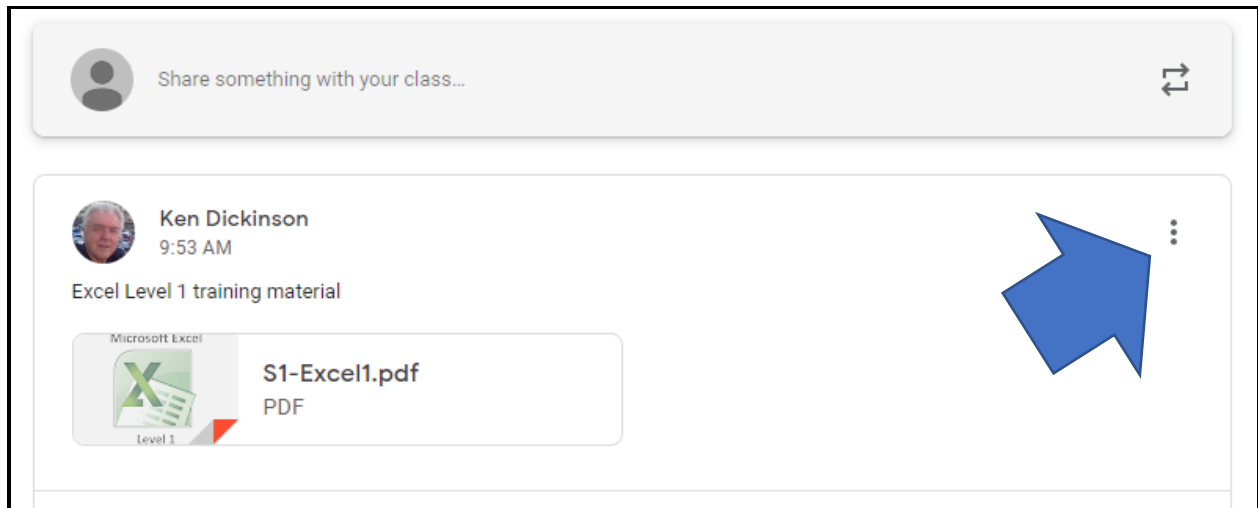 Share something with your class...
Ken Dickinson
9:53 AM
Excel Level 1 training material
Microsoft Excel
S1-Excel1.pdf
PDF
Level 1